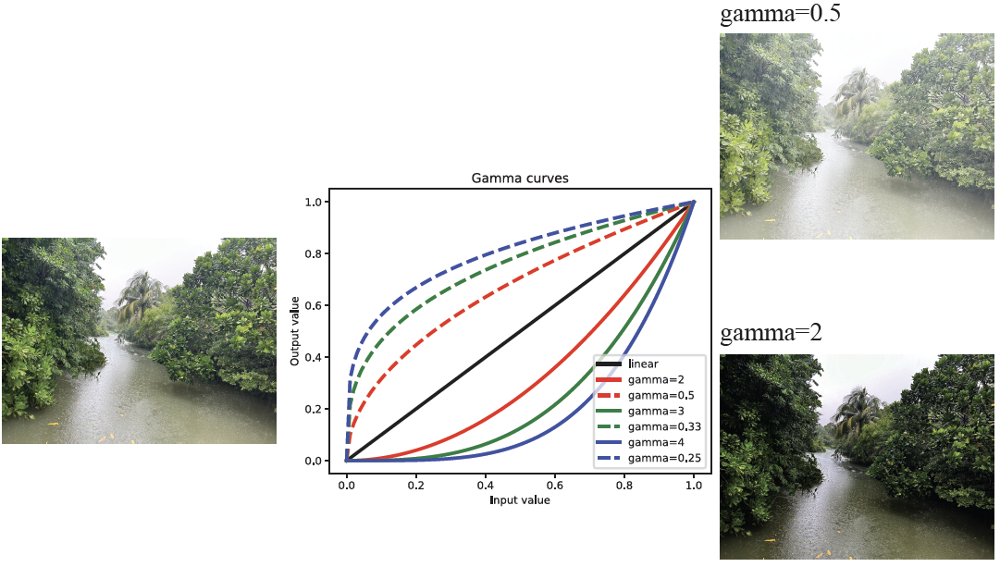 gamma=0.5
Gamma curves
1.0
0.8
0.6
0.4
0.2
0.0
Output value
linear
gamma=2
gamma=0.5
gamma=3
gamma=0.33
gamma=4
gamma=0.25
0.0 0.2 0.4 0.6 0.8 1.0
Input value
gamma=2